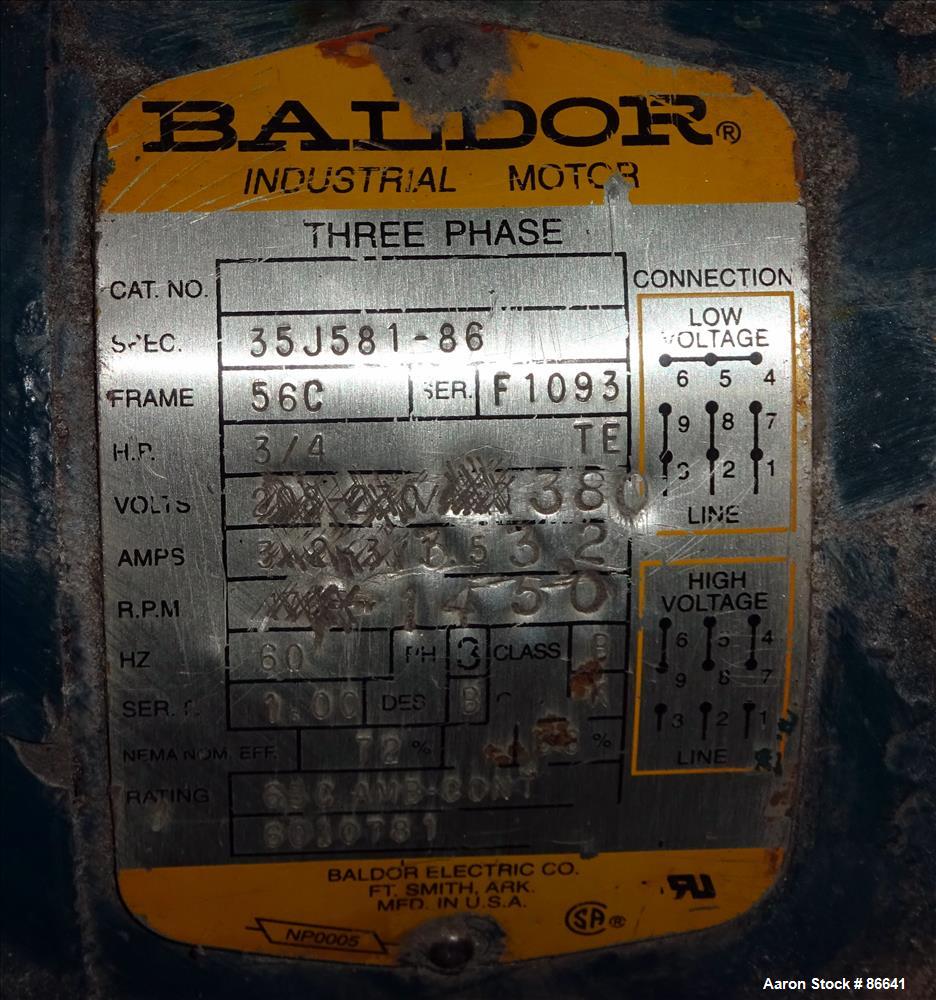 BALDOR®
INDUSTRIAL MOTOR
THREE PHASE
CAT. NO.
SPEC. 35J581-86
FRAME 56C SER. F1093
H.P. 3/4 TE
VOLTS 380
AMPS 3.2
R.P.M 1450
HZ 60 PH 3 CLASS B
SER. 1.00 DES B
NEMA NOM. EFF. 72 % %
RATING AMB-CONT
CONNECTION
LOW
VOLTAGE
6 5 4
9 8 7
3 2 1
LINE
HIGH
VOLTAGE
6 5 4
9 8 7
3 2 1
LINE
BALDOR ELECTRIC CO.
FT. SMITH, ARK.
MFD. IN U.S.A.
NP0005
Aaron Stock # 86641